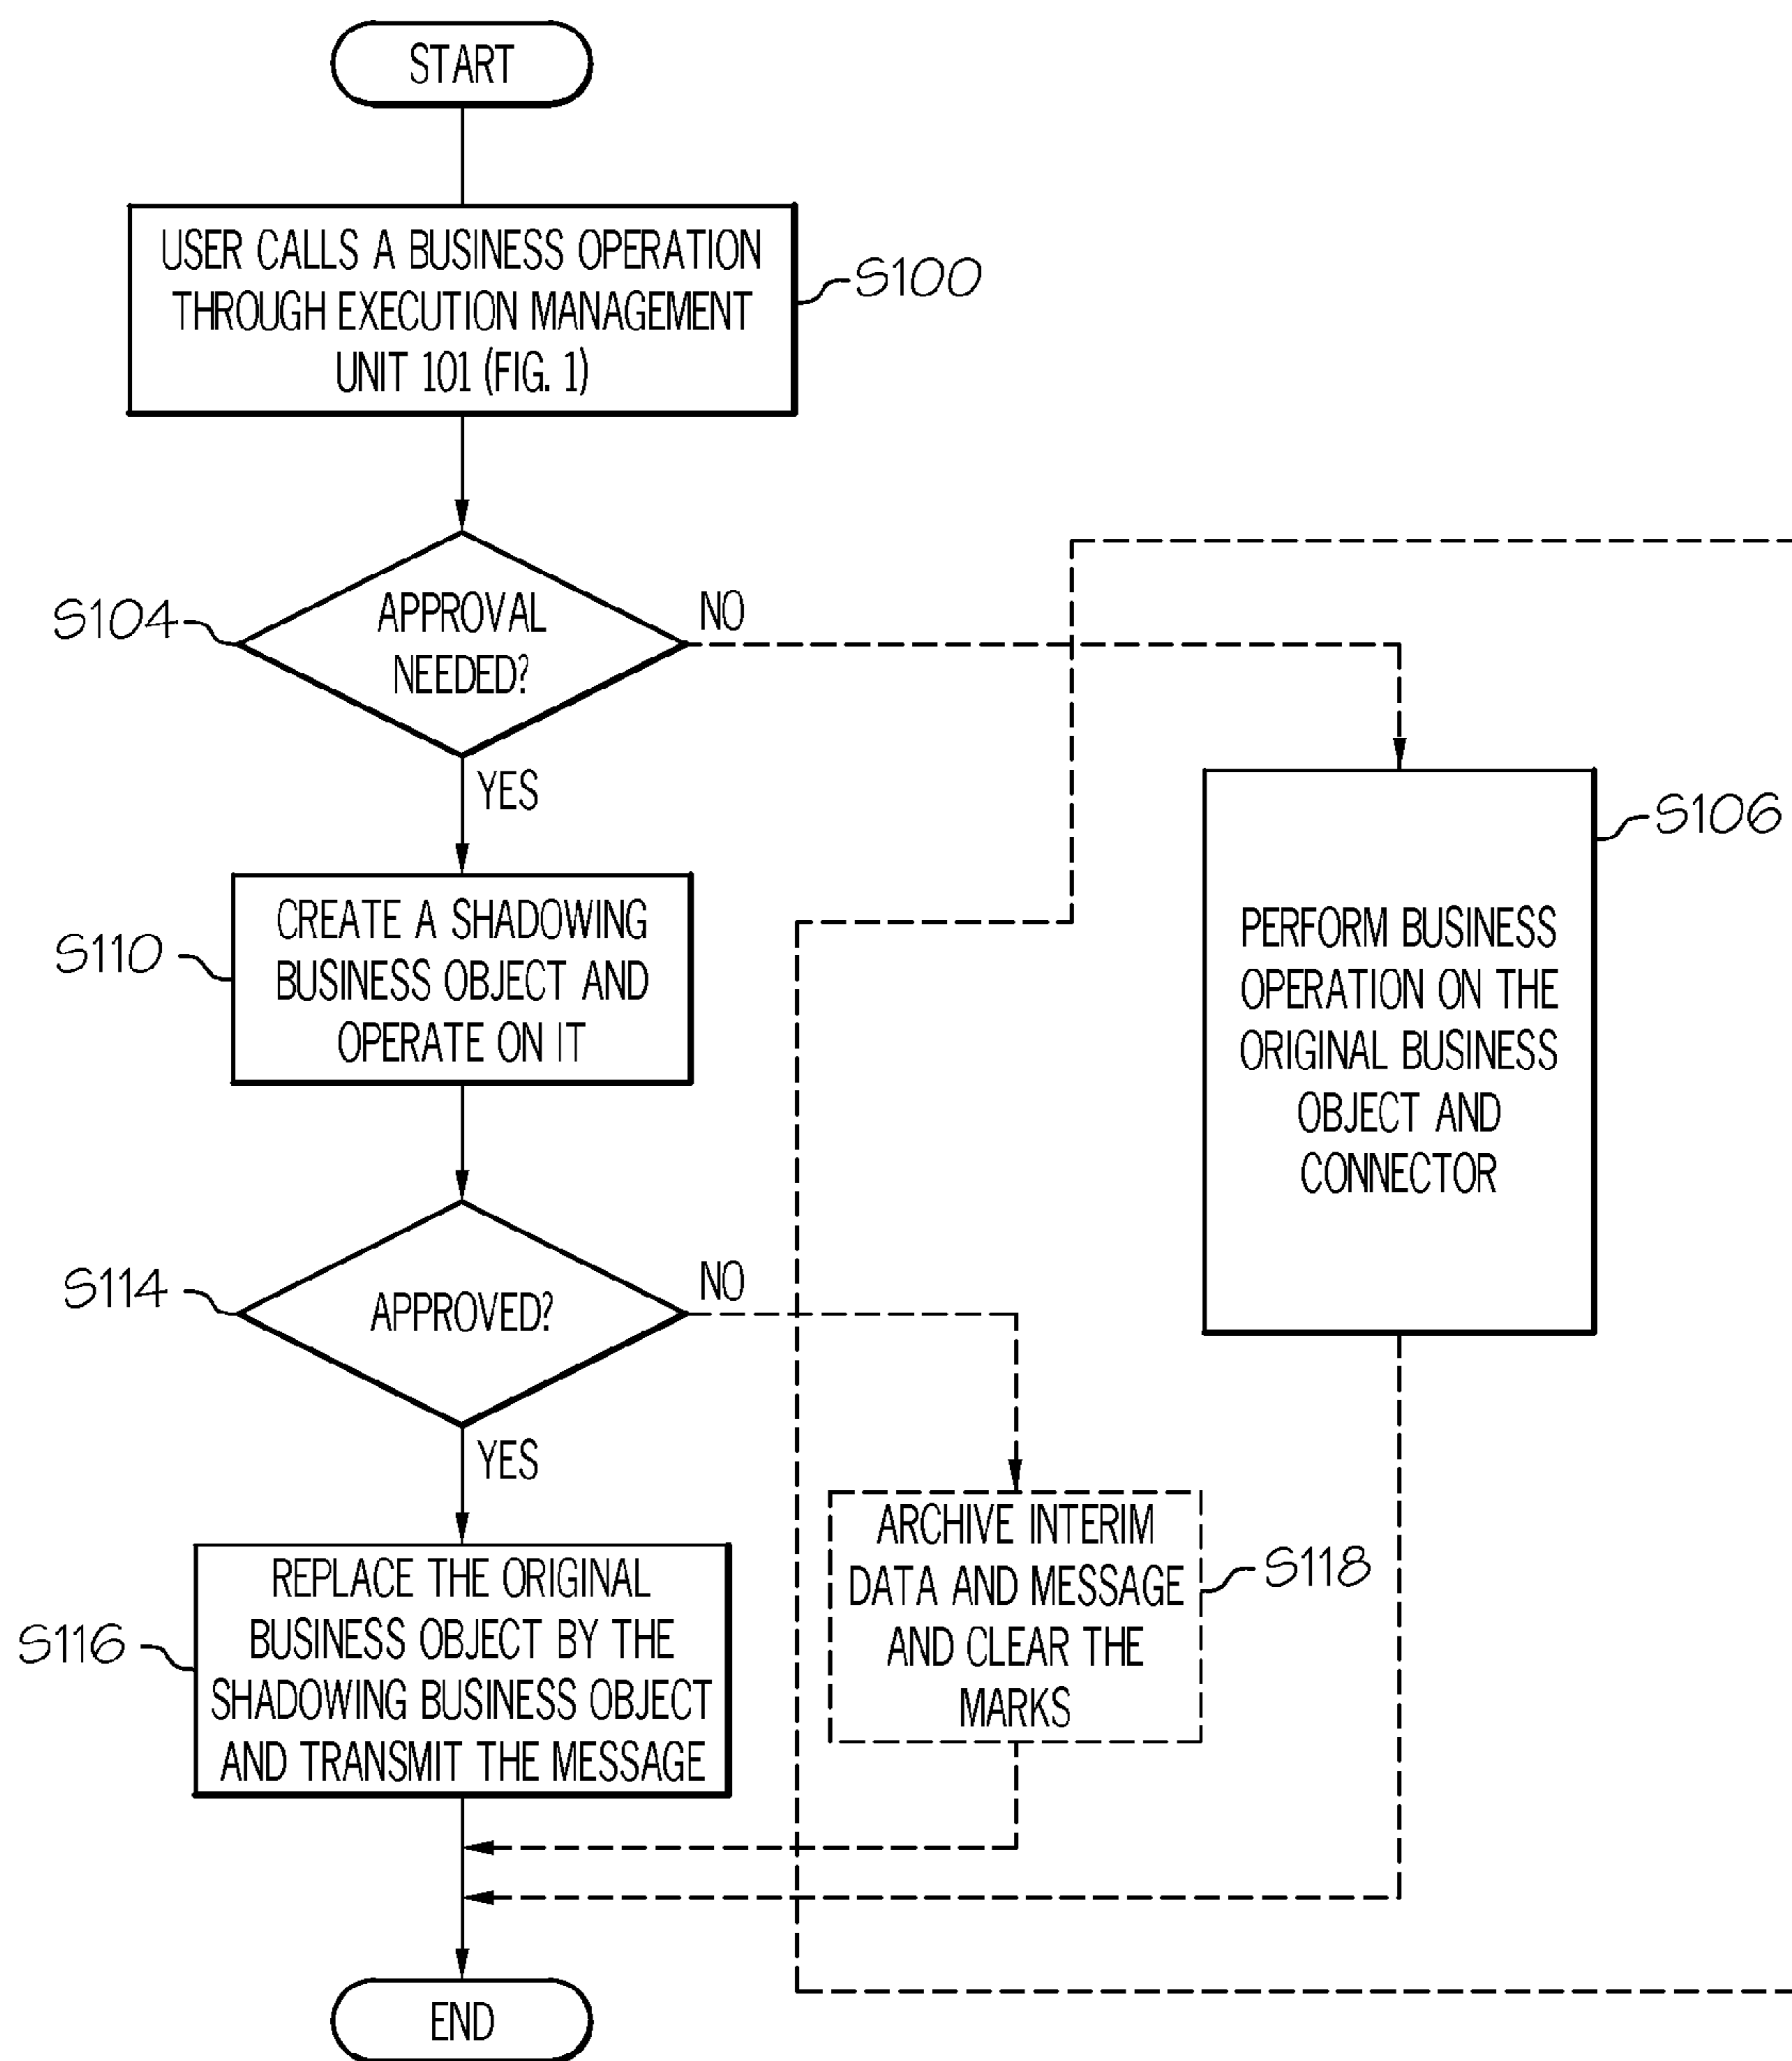 START
USER CALLS A BUSINESS OPERATION
THROUGH EXECUTION MANAGEMENT
UNIT 101 (FIG. 1)
S100
APPROVAL
NEEDED?
S104
NO
YES
PERFORM BUSINESS
OPERATION ON THE
ORIGINAL BUSINESS
OBJECT AND
CONNECTOR
S106
CREATE A SHADOWING
BUSINESS OBJECT AND
OPERATE ON IT
S110
APPROVED?
S114
NO
YES
ARCHIVE INTERIM
DATA AND MESSAGE
AND CLEAR THE
MARKS
S118
REPLACE THE ORIGINAL
BUSINESS OBJECT BY THE
SHADOWING BUSINESS OBJECT
AND TRANSMIT THE MESSAGE
S116
END